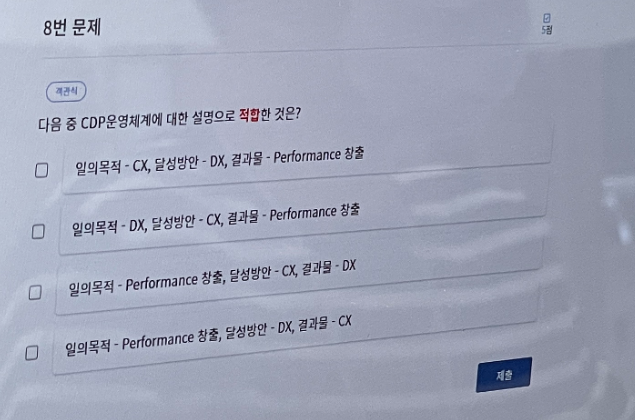 8번 문제
5점
객관식
다음 중 CDP운영체계에 대한 설명으로 적합한 것은?
일의목적 - CX, 달성방안 - DX, 결과물 - Performance 창출
일의목적 - DX, 달성방안 - CX, 결과물 - Performance 창출
일의목적 - Performance 창출, 달성방안 - CX, 결과물 - DX
일의목적 - Performance 창출, 달성방안 - DX, 결과물 - CX
제출